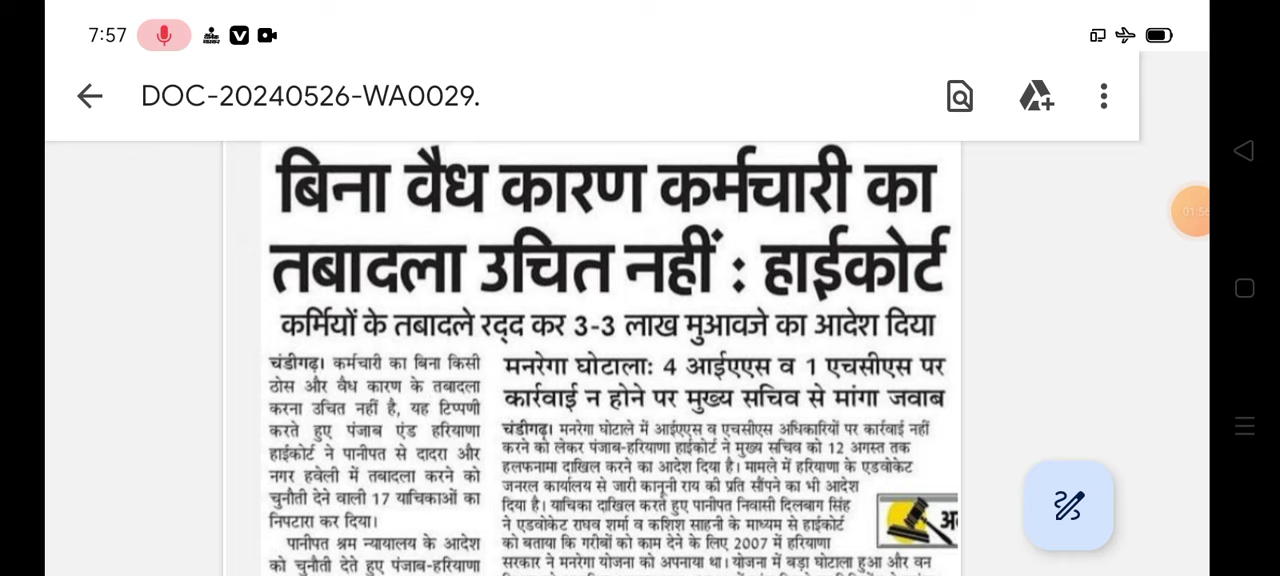 7:57
DOC-20240526-WA0029.
01:56
बिना वैध कारण कर्मचारी का
तबादला उचित नहीं : हाईकोर्ट
कर्मियों के तबादले रद्द कर 3-3 लाख मुआवजे का आदेश दिया
चंडीगढ़। कर्मचारी का बिना किसी
ठोस और वैध कारण के तबादला
करना उचित नहीं है, यह टिप्पणी
करते हुए पंजाब एंड हरियाणा
हाईकोर्ट ने पानीपत से दादरा और
नगर हवेली में तबादला करने को
चुनौती देने वाली 17 याचिकाओं का
निपटारा कर दिया।
पानीपत श्रम न्यायालय के आदेश
को चुनौती देते हुए पंजाब-हरियाणा
मनरेगा घोटाला: 4 आईएएस व 1 एचसीएस पर
कार्रवाई न होने पर मुख्य सचिव से मांगा जवाब
चंडीगढ़। मनरेगा घोटाले में आईएएस व एचसीएस अधिकारियों पर कार्रवाई नहीं
करने को लेकर पंजाब-हरियाणा हाईकोर्ट ने मुख्य सचिव को 12 अगस्त तक
हलफनामा दाखिल करने का आदेश दिया है। मामले में हरियाणा के एडवोकेट
जनरल कार्यालय से जारी कानूनी राय की प्रति सौंपने का भी आदेश
दिया है। याचिका दाखिल करते हुए पानीपत निवासी दिलबाग सिंह
ने एडवोकेट राघव शर्मा व कशिश साहनी के माध्यम से हाईकोर्ट
को बताया कि गरीबों को काम देने के लिए 2007 में हरियाणा
सरकार ने मनरेगा योजना को अपनाया था। योजना में बड़ा घोटाला हुआ और वन